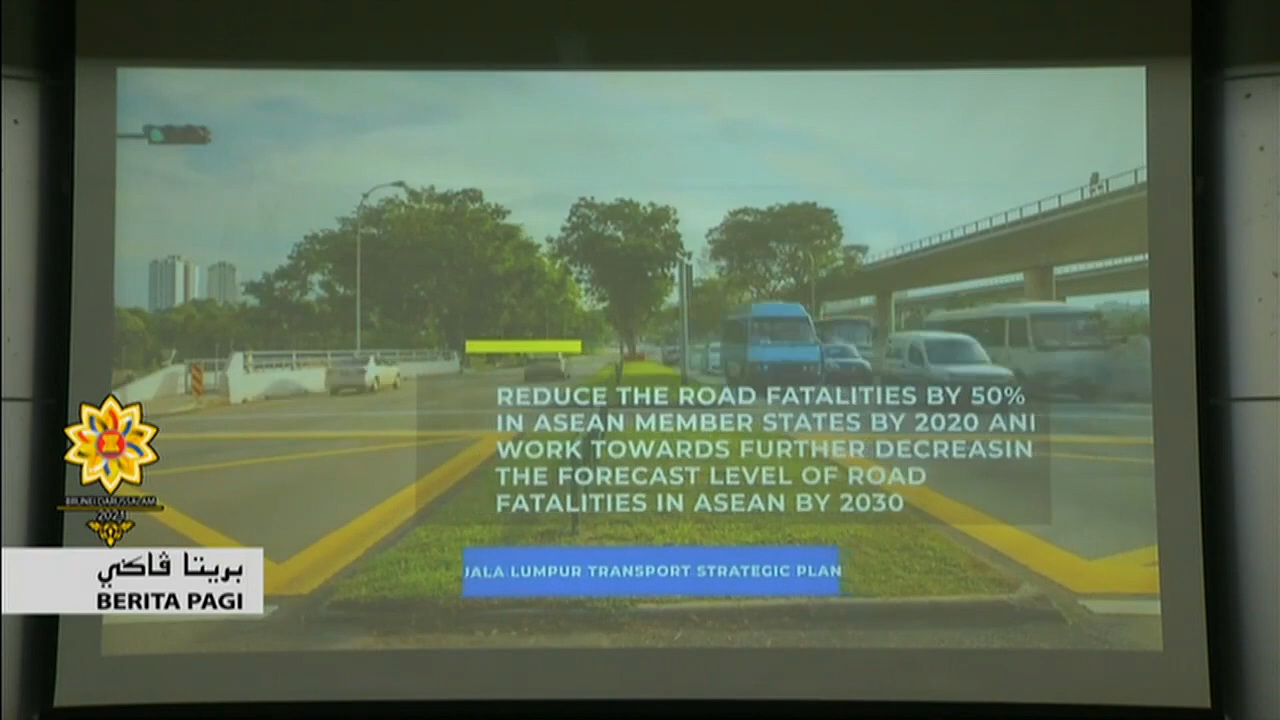 REDUCE THE ROAD FATALITIES BY 50%
IN ASEAN MEMBER STATES BY 2020 ANI
WORK TOWARDS FURTHER DECREASIN
THE FORECAST LEVEL OF ROAD
FATALITIES IN ASEAN BY 2030
JALA LUMPUR TRANSPORT STRATEGIC PLAN
BRUNEI DARUSSALAM
2021
بريتا ڤاݢي
BERITA PAGI